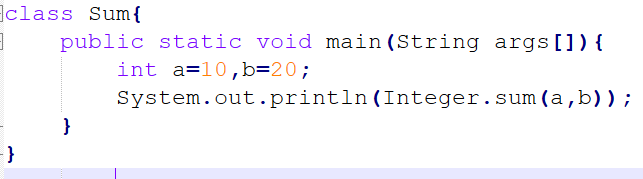 class Sum{
    public static void main(String args[]){
        int a=10,b=20;
        System.out.println(Integer.sum(a,b));
    }
}